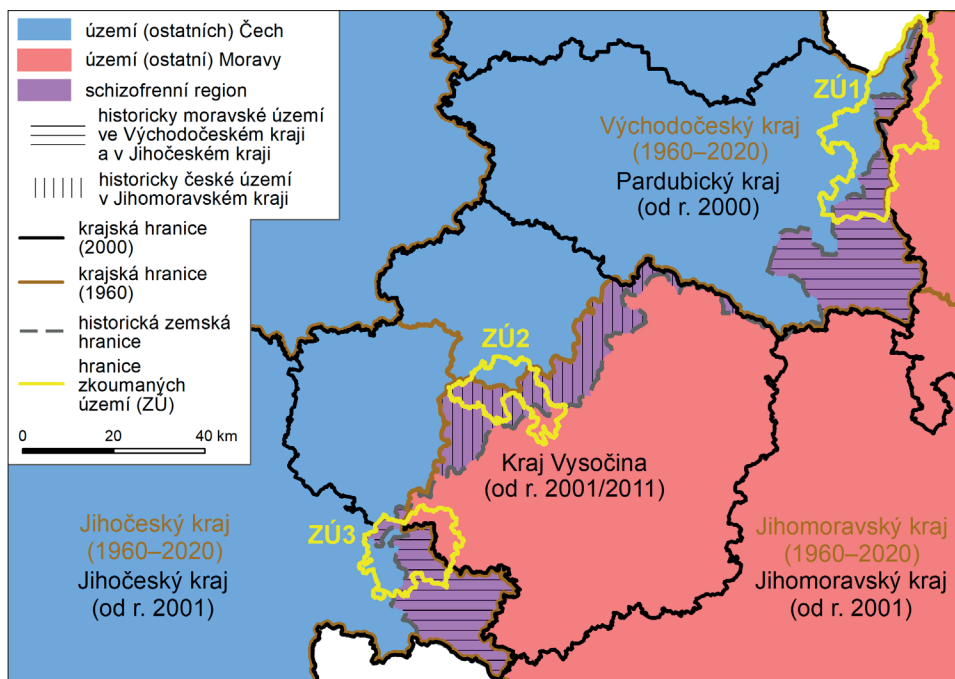 území (ostatních) Čech
území (ostatní) Moravy
schizofrenní region
historicky moravské území
ve Východočeském kraji
a v Jihočeském kraji
historicky české území
v Jihomoravském kraji
krajská hranice
(2000)
krajská hranice
(1960)
historická zemská
hranice
hranice
zkoumaných
území (ZÚ)
0 20 40 km
ZÚ1
Východočeský kraj
(1960–2020)
Pardubický kraj
(od r. 2000)
ZÚ2
Kraj Vysočina
(od r. 2001/2011)
ZÚ3
Jihočeský kraj
(1960–2020)
Jihočeský kraj
(od r. 2001)
Jihomoravský kraj
(1960–2020)
Jihomoravský kraj
(od r. 2001)